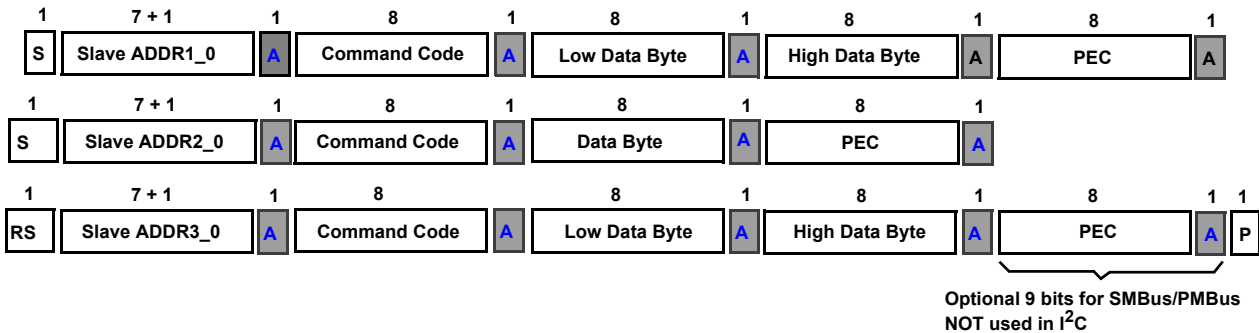 1 7 + 1 1 8 1 8 1 8 1 8 1
S Slave ADDR1_0 A Command Code A Low Data Byte A High Data Byte A PEC A
1 7 + 1 1 8 1 8 1 8 1
S Slave ADDR2_0 A Command Code A Data Byte A PEC A
1 7 + 1 1 8 1 8 1 8 1 8 1 1
RS Slave ADDR3_0 A Command Code A Low Data Byte A High Data Byte A PEC A P
Optional 9 bits for SMBus/PMBus
NOT used in I²C